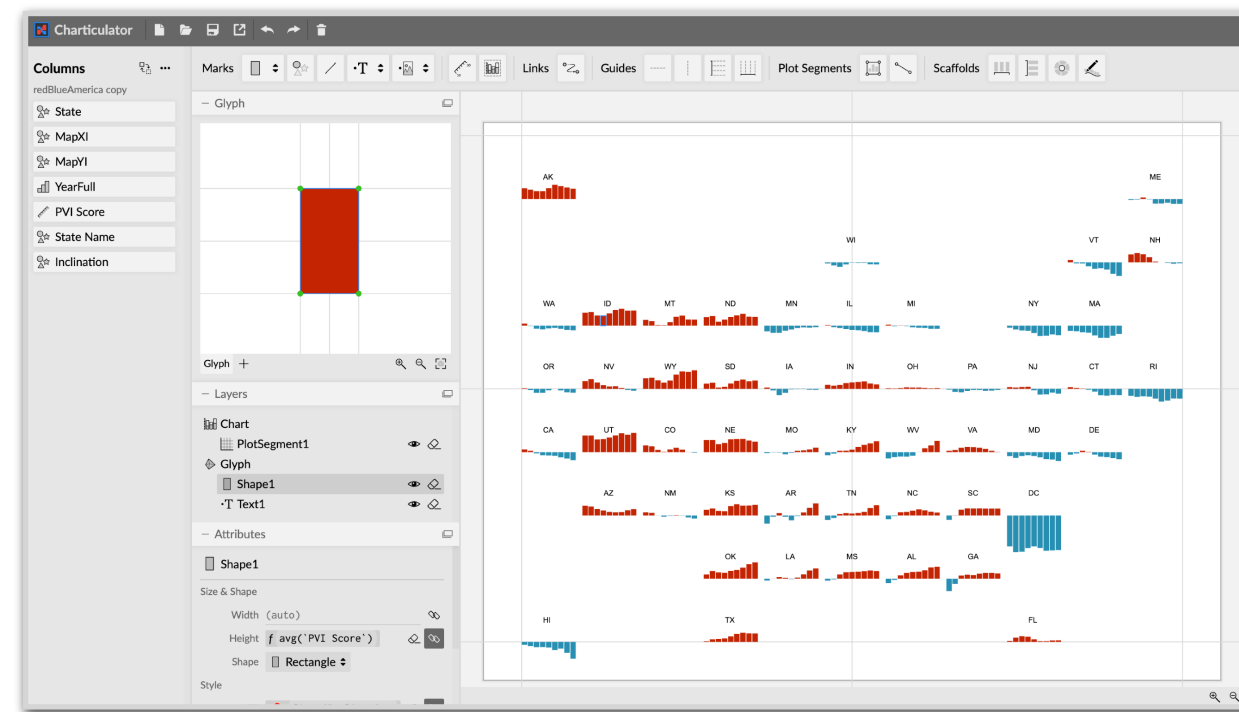 Charticulator
Columns
Marks
T
Links
Guides
Plot Segments
Scaffolds
redBlueAmerica copy
State
MapXI
MapYI
YearFull
PVI Score
State Name
Inclination
Glyph
Glyph +
Layers
Chart
PlotSegment1
Glyph
Shape1
T Text1
Attributes
Shape1
Size & Shape
Width (auto)
Height f avg(`PVI Score`)
Shape Rectangle
Style
AK ME
WI VT NH
WA ID MT ND MN IL MI NY MA
OR NV WY SD IA IN OH PA NJ CT RI
CA UT CO NE MO KY WV VA MD DE
AZ NM KS AR TN NC SC DC
OK LA MS AL GA
HI TX FL